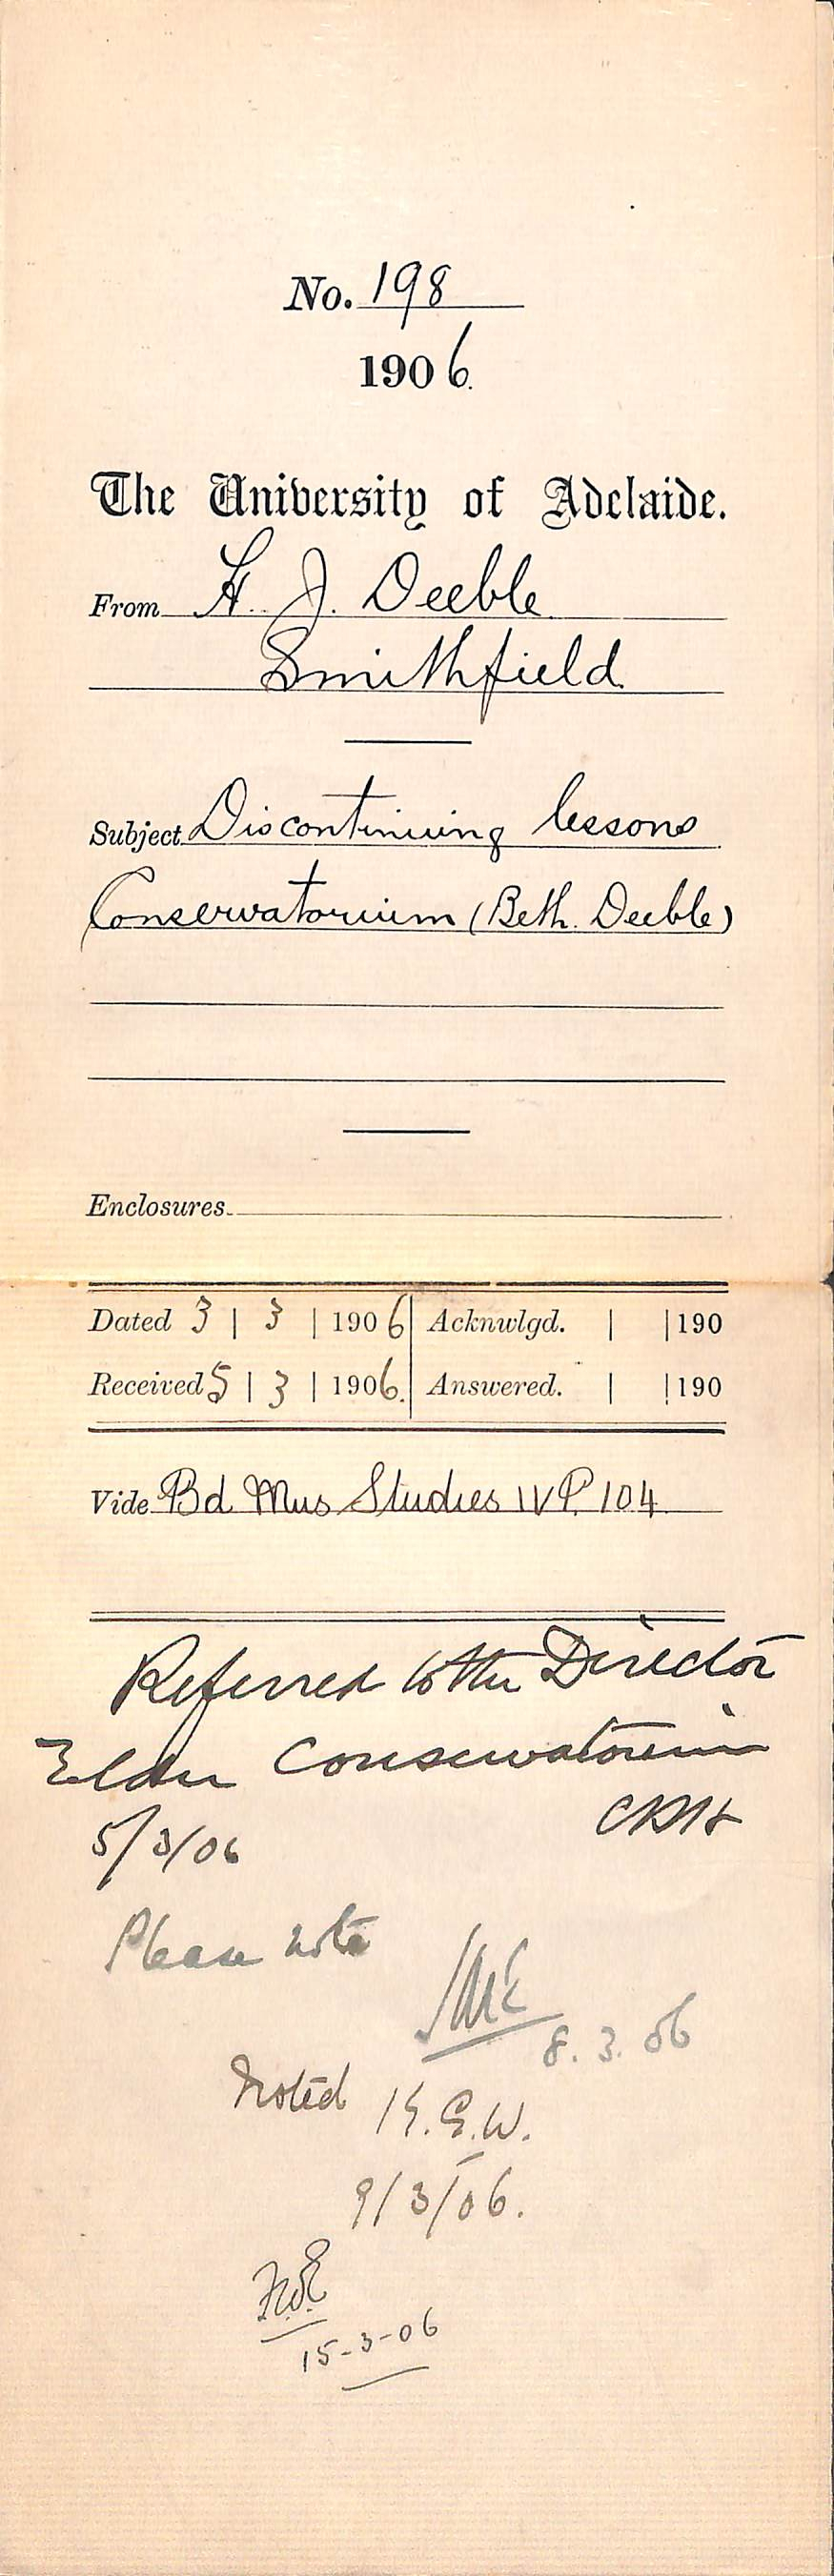 No. 198
1906.
The University of Adelaide.
From H. J. Deeble
Smithfield
Subject Discontinuing lessons
Conservatorium (Beth. Deeble)
Enclosures
Dated 3 | 3 | 1906 Acknwlgd. | | 190
Received 5 | 3 | 1906. Answered. | | 190
Vide Bd Mus Studies IV P 104
Referred to the Director
Elder Conservatorium
5/3/06
Please note
8.3.06
Noted K.G.W.
9/3/06.
15-3-06